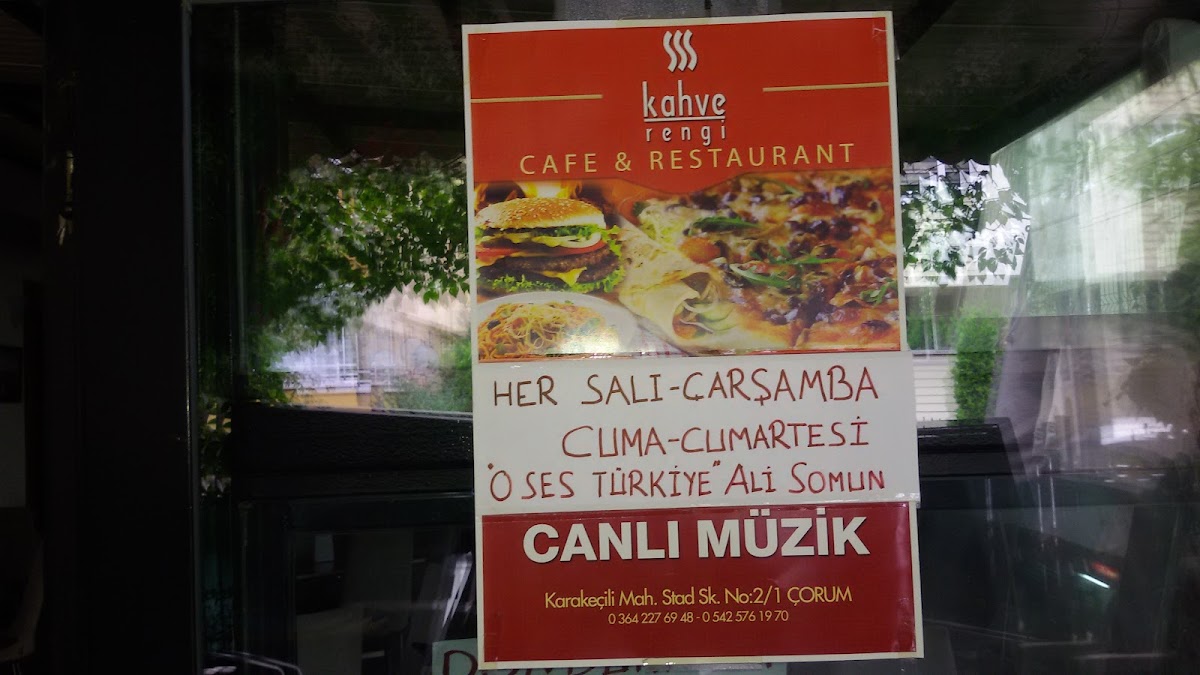 kahve
rengi
CAFE & RESTAURANT
HER SALI-ÇARŞAMBA
CUMA-CUMARTESİ
"O SES TÜRKİYE" ALİ SOMUN
CANLI MÜZİK
Karakeçili Mah. Stad Sk. No:2/1 ÇORUM
0 364 227 69 48 - 0 542 576 19 70